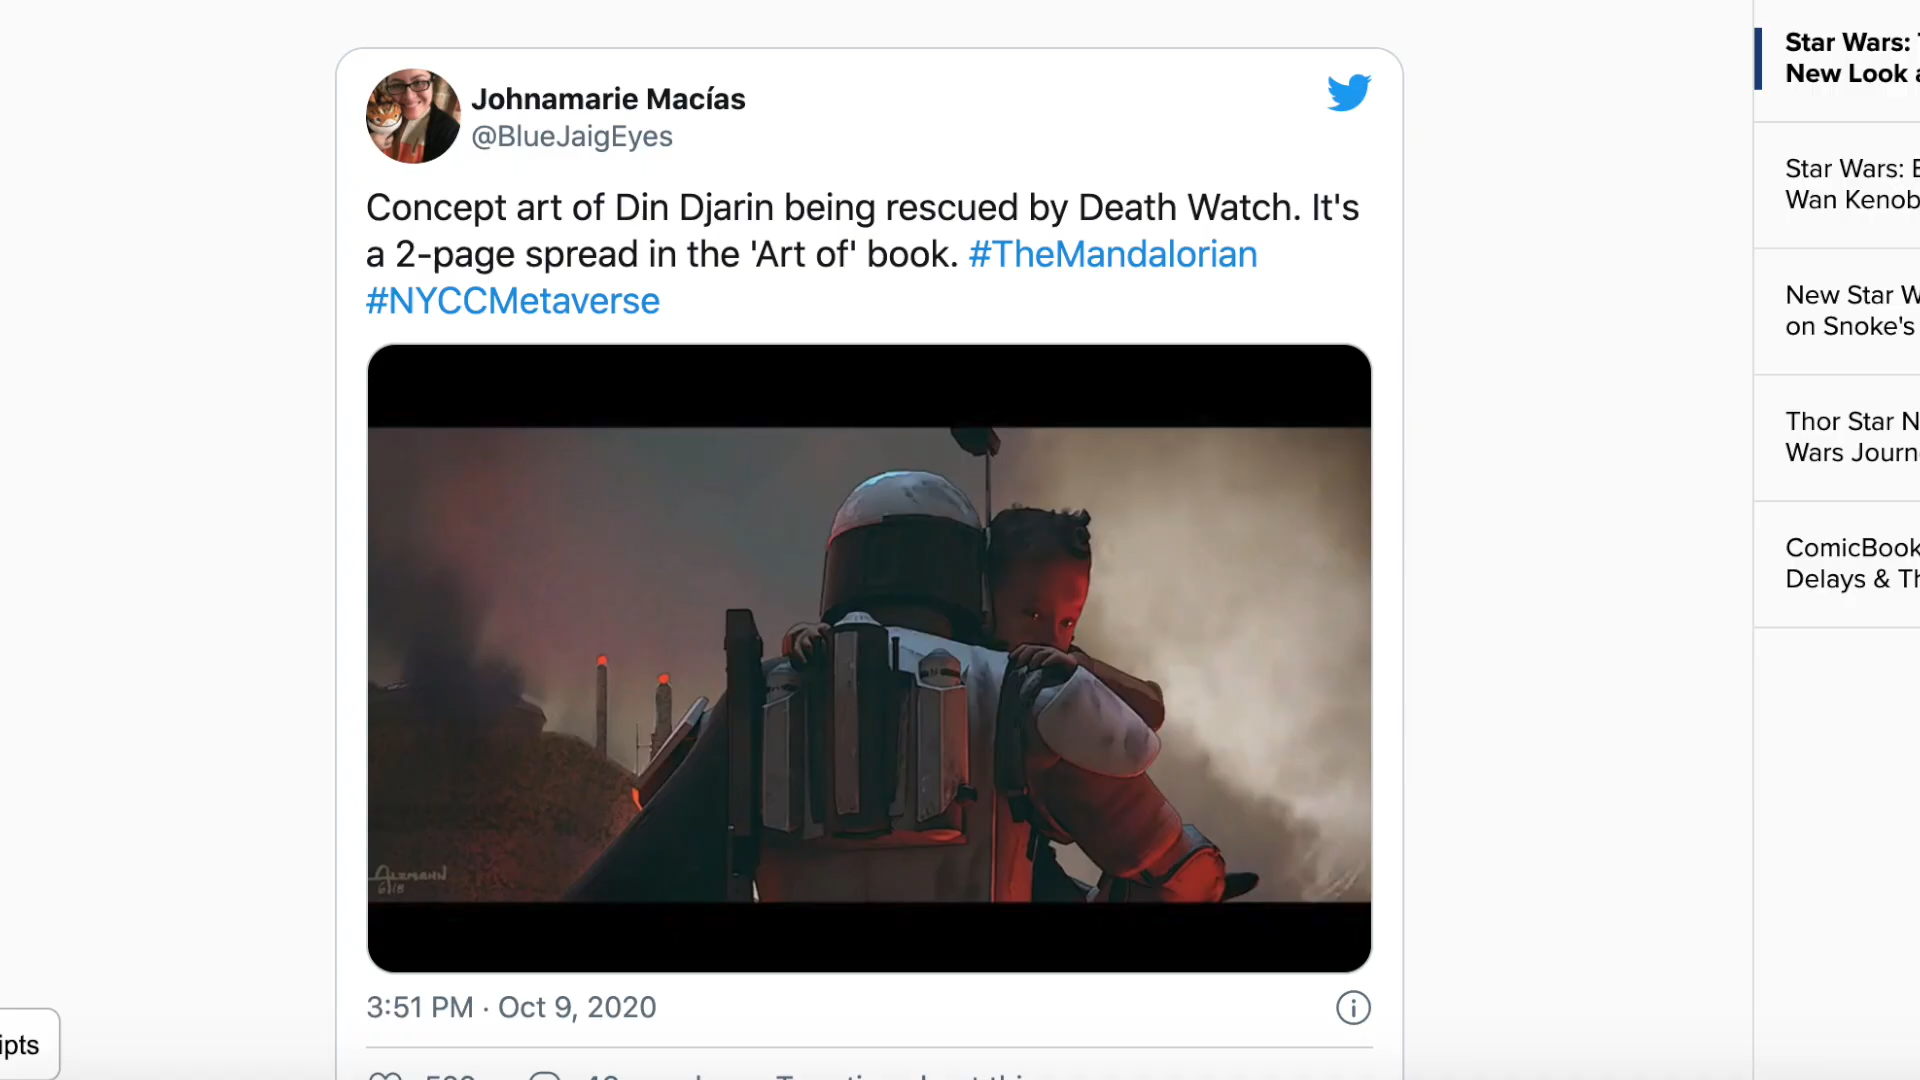 Johnamarie Macías
@BlueJaigEyes
Concept art of Din Djarin being rescued by Death Watch. It's
a 2-page spread in the 'Art of' book. #TheMandalorian
#NYCCMetaverse
3:51 PM · Oct 9, 2020
Star Wars:
New Look
Star Wars:
Wan Kenob
New Star W
on Snoke's
Thor Star N
Wars Journ
ComicBook
Delays & Th
ipts